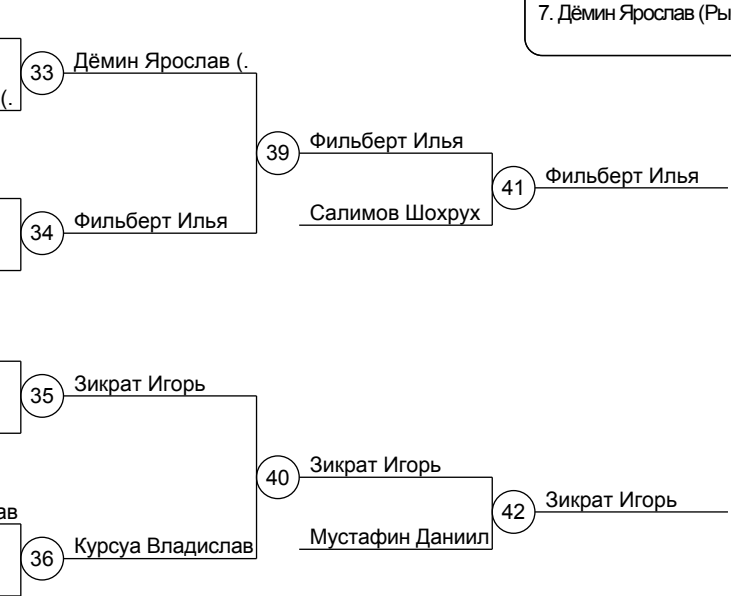 7. Дёмин Ярослав (Ры
33 Дёмин Ярослав (.
(.
39 Фильберт Илья
41 Фильберт Илья
Салимов Шохрух
34 Фильберт Илья
35 Зикрат Игорь
40 Зикрат Игорь
42 Зикрат Игорь
ав
Мустафин Даниил
36 Курсуа Владислав